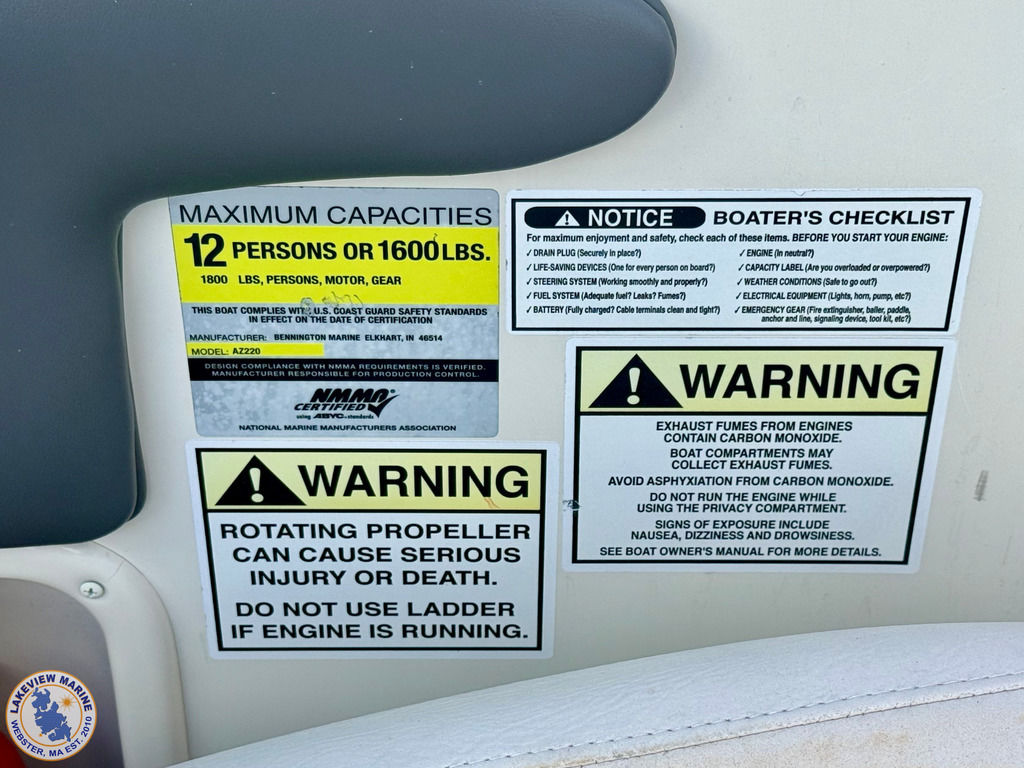 MAXIMUM CAPACITIES
12 PERSONS OR 1600 LBS.
1800 LBS, PERSONS, MOTOR, GEAR
THIS BOAT COMPLIES WITH U.S. COAST GUARD SAFETY STANDARDS
IN EFFECT ON THE DATE OF CERTIFICATION
MANUFACTURER: BENNINGTON MARINE ELKHART, IN 46514
MODEL: AZ220
DESIGN COMPLIANCE WITH NMMA REQUIREMENTS IS VERIFIED.
MANUFACTURER RESPONSIBLE FOR PRODUCTION CONTROL.
NMMA
CERTIFIED
using ABYC standards
NATIONAL MARINE MANUFACTURERS ASSOCIATION
NOTICE BOATER'S CHECKLIST
For maximum enjoyment and safety, check each of these items. BEFORE YOU START YOUR ENGINE:
✓ DRAIN PLUG (Securely in place?)
✓ LIFE-SAVING DEVICES (One for every person on board?)
✓ STEERING SYSTEM (Working smoothly and properly?)
✓ FUEL SYSTEM (Adequate fuel? Leaks? Fumes?)
✓ BATTERY (Fully charged? Cable terminals clean and tight?)
✓ ENGINE (In neutral?)
✓ CAPACITY LABEL (Are you overloaded or overpowered?)
✓ WEATHER CONDITIONS (Safe to go out?)
✓ ELECTRICAL EQUIPMENT (Lights, horn, pump, etc?)
✓ EMERGENCY GEAR (Fire extinguisher, bailer, paddle,
anchor and line, signaling device, tool kit, etc?)
WARNING
ROTATING PROPELLER
CAN CAUSE SERIOUS
INJURY OR DEATH.
DO NOT USE LADDER
IF ENGINE IS RUNNING.
WARNING
EXHAUST FUMES FROM ENGINES
CONTAIN CARBON MONOXIDE.
BOAT COMPARTMENTS MAY
COLLECT EXHAUST FUMES.
AVOID ASPHYXIATION FROM CARBON MONOXIDE.
DO NOT RUN THE ENGINE WHILE
USING THE PRIVACY COMPARTMENT.
SIGNS OF EXPOSURE INCLUDE
NAUSEA, DIZZINESS AND DROWSINESS.
SEE BOAT OWNER'S MANUAL FOR MORE DETAILS.
LAKEVIEW MARINE
WEBSTER, MA EST. 2010